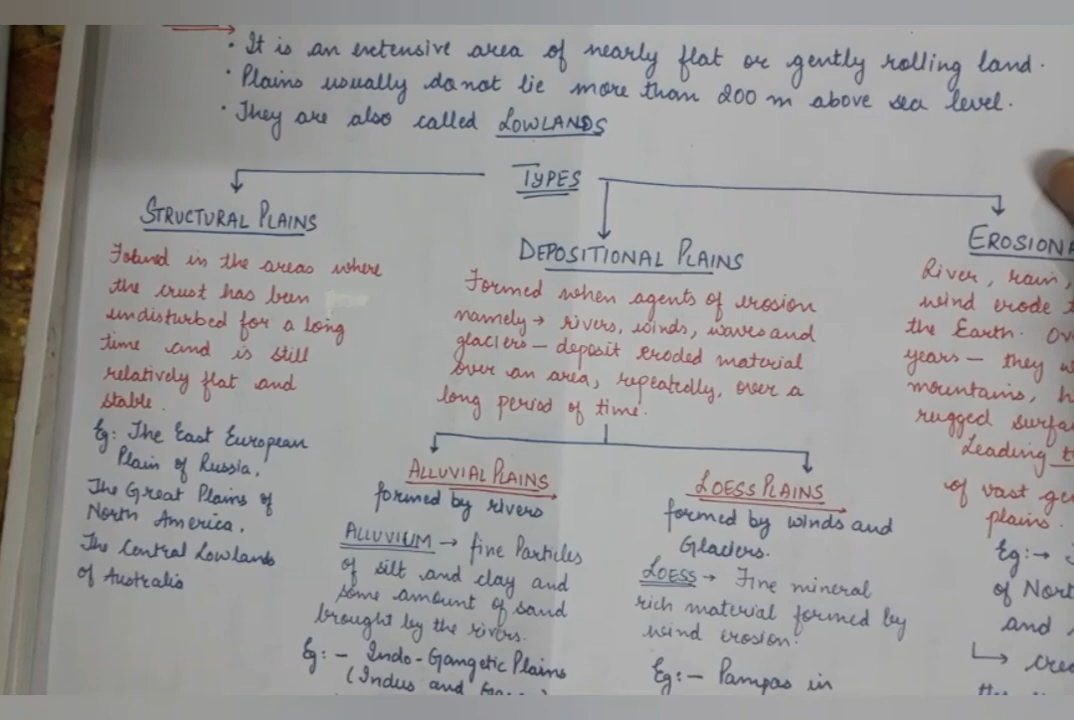 · It is an extensive area of nearly flat or gently rolling land.
· Plains usually do not lie more than 200 m above sea level.
· They are also called LOWLANDS
TYPES
STRUCTURAL PLAINS
Found in the areas where
the crust has been
undisturbed for a long
time and is still
relatively flat and
stable.
Eg: The East European
Plain of Russia,
The Great Plains of
North America,
The Central Lowlands
of Australia
DEPOSITIONAL PLAINS
Formed when agents of erosion
namely → rivers, winds, waves and
glaciers – deposit eroded material
over an area, repeatedly, over a
long period of time.
ALLUVIAL PLAINS
formed by rivers
ALLUVIUM → fine Particles
of silt and clay and
some amount of sand
brought by the rivers.
Eg: – Indo-Gangetic Plains
(Indus and
LOESS PLAINS
formed by winds and
Glaciers.
LOESS → Fine mineral
rich material formed by
wind erosion.
Eg:– Pampas in
EROSION
River, rain,
wind erode
the Earth.
years – they
mountains,
rugged
Leading
of vast
plains.
Eg:→
of
and